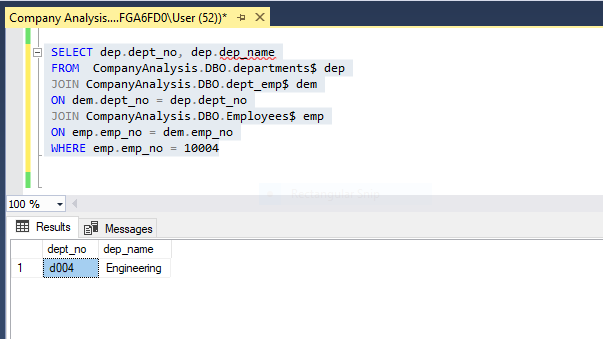 Company Analysis....FGA6FD0\User (52))*
SELECT dep.dept_no, dep.dep_name
FROM  CompanyAnalysis.DBO.departments$ dep
JOIN CompanyAnalysis.DBO.dept_emp$ dem
ON dem.dept_no = dep.dept_no
JOIN CompanyAnalysis.DBO.Employees$ emp
ON emp.emp_no = dem.emp_no
WHERE emp.emp_no = 10004
100 %
Results Messages
dept_no dep_name
1 d004 Engineering